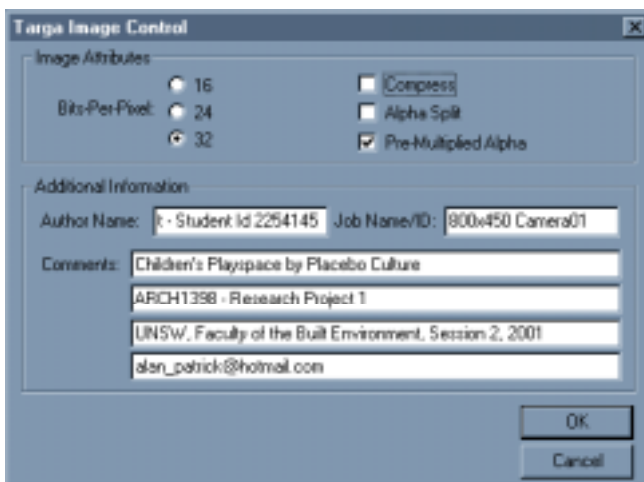 Targa Image Control
Image Attributes
Bits-Per-Pixel:
16
24
32
Compress
Alpha Split
Pre-Multiplied Alpha
Additional Information
Author Name: t - Student Id 2254145 Job Name/ID: 800x450 Camera01
Comments: Children's Playspace by Placebo Culture
ARCH1398 - Research Project 1
UNSW, Faculty of the Built Environment, Session 2, 2001
alan_patrick@hotmail.com
OK
Cancel